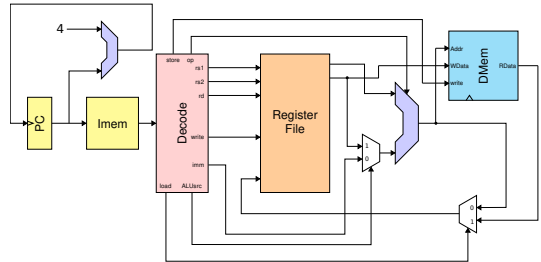 4
PC
Imem
store op
Decode
rs1
rs2
rd
write
imm
load ALUsrc
Register
File
1
0
Addr
WData
write
DMem
RData
0
1